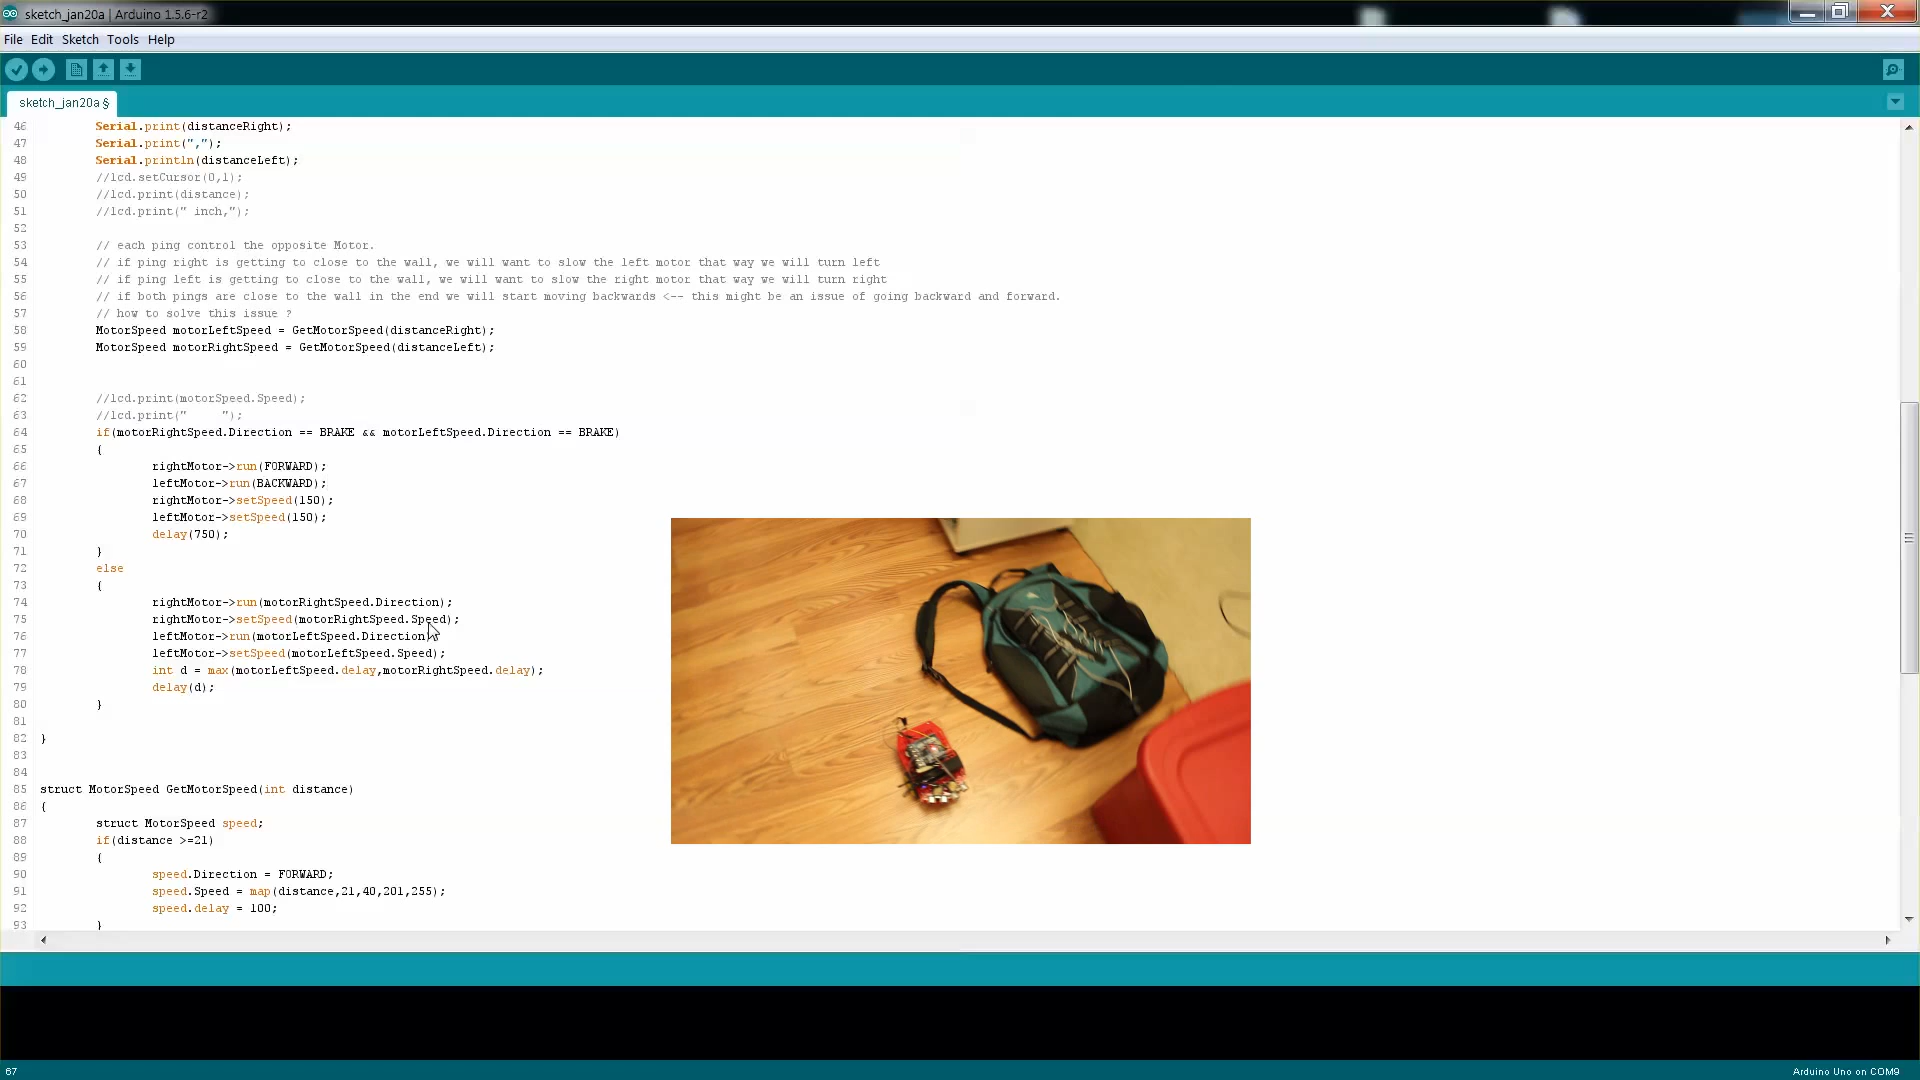 sketch_jan20a | Arduino 1.5.6-r2
File Edit Sketch Tools Help
sketch_jan20a §
46 Serial.print(distanceRight);
47 Serial.print(",");
48 Serial.println(distanceLeft);
49 //lcd.setCursor(0,1);
50 //lcd.print(distance);
51 //lcd.print(" inch,");
52
53 // each ping control the opposite Motor.
54 // if ping right is getting to close to the wall, we will want to slow the left motor that way we will turn left
55 // if ping left is getting to close to the wall, we will want to slow the right motor that way we will turn right
56 // if both pings are close to the wall in the end we will start moving backwards <-- this might be an issue of going backward and forward.
57 // how to solve this issue ?
58 MotorSpeed motorLeftSpeed = GetMotorSpeed(distanceRight);
59 MotorSpeed motorRightSpeed = GetMotorSpeed(distanceLeft);
60
61
62 //lcd.print(motorSpeed.Speed);
63 //lcd.print("     ");
64 if(motorRightSpeed.Direction == BRAKE && motorLeftSpeed.Direction == BRAKE)
65 {
66 rightMotor->run(FORWARD);
67 leftMotor->run(BACKWARD);
68 rightMotor->setSpeed(150);
69 leftMotor->setSpeed(150);
70 delay(750);
71 }
72 else
73 {
74 rightMotor->run(motorRightSpeed.Direction);
75 rightMotor->setSpeed(motorRightSpeed.Speed);
76 leftMotor->run(motorLeftSpeed.Direction
77 leftMotor->setSpeed(motorLeftSpeed.Speed);
78 int d = max(motorLeftSpeed.delay,motorRightSpeed.delay);
79 delay(d);
80 }
81
82 }
83
84
85 struct MotorSpeed GetMotorSpeed(int distance)
86 {
87 struct MotorSpeed speed;
88 if(distance >=21)
89 {
90 speed.Direction = FORWARD;
91 speed.Speed = map(distance,21,40,201,255);
92 speed.delay = 100;
93 }
67
Arduino Uno on COM9